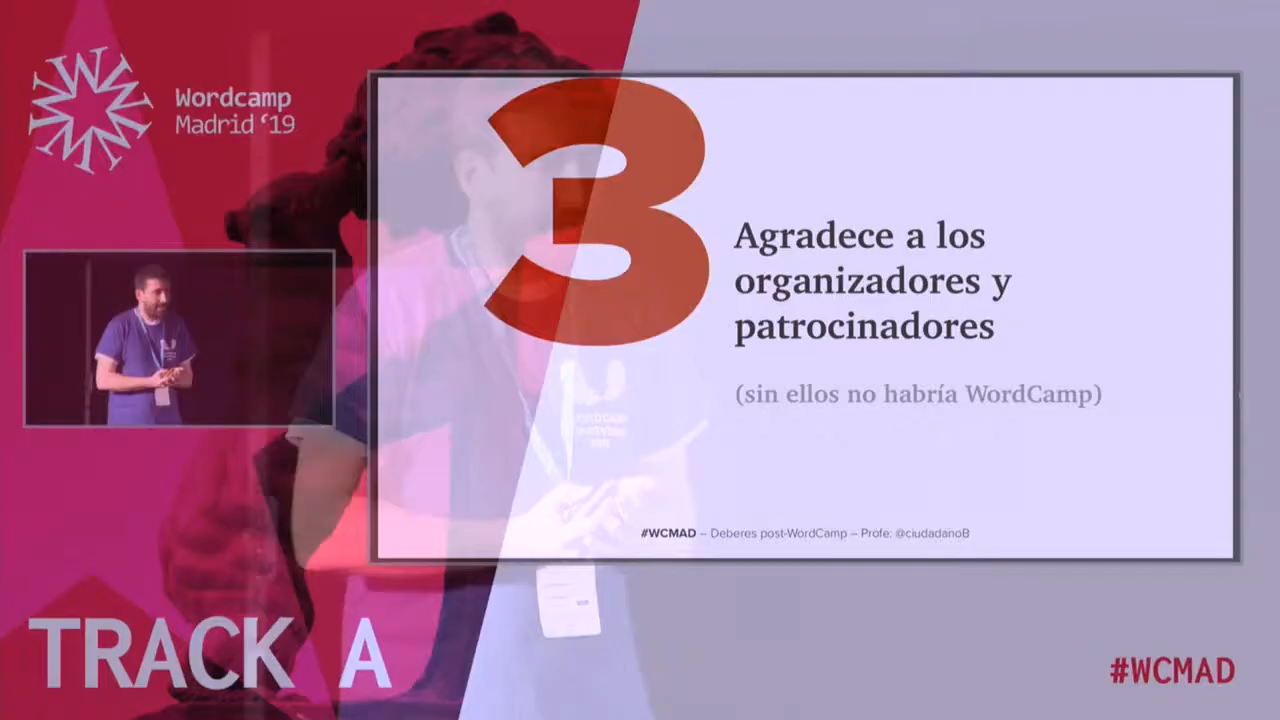 Wordcamp
Madrid ‘19
3
Agradece a los
organizadores y
patrocinadores
(sin ellos no habría WordCamp)
#WCMAD – Deberes post-WordCamp – Profe: @ciudadanoB
TRACK A
#WCMAD